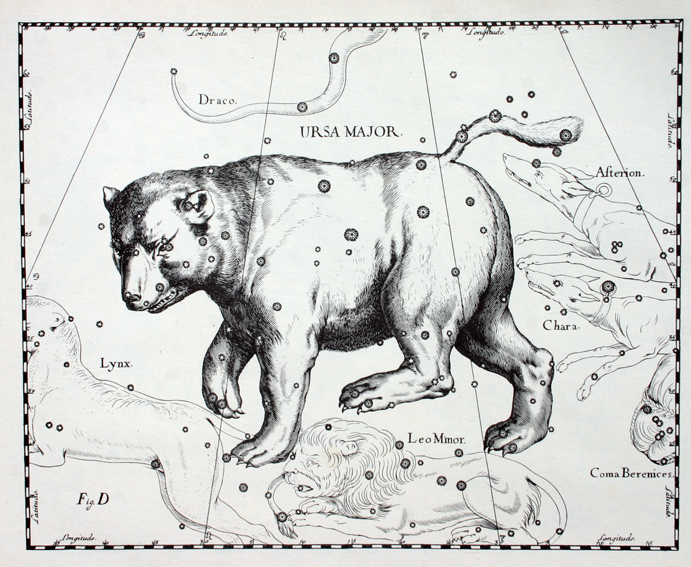 Longitudo.
Longitudo.
Latitudo.
Latitudo.
Draco.
URSA MAJOR.
Asterion.
Chara.
Lynx.
Leo Minor.
Coma Berenices.
Fig. D
Latitudo.
Latitudo.
Longitudo.
Longitudo.